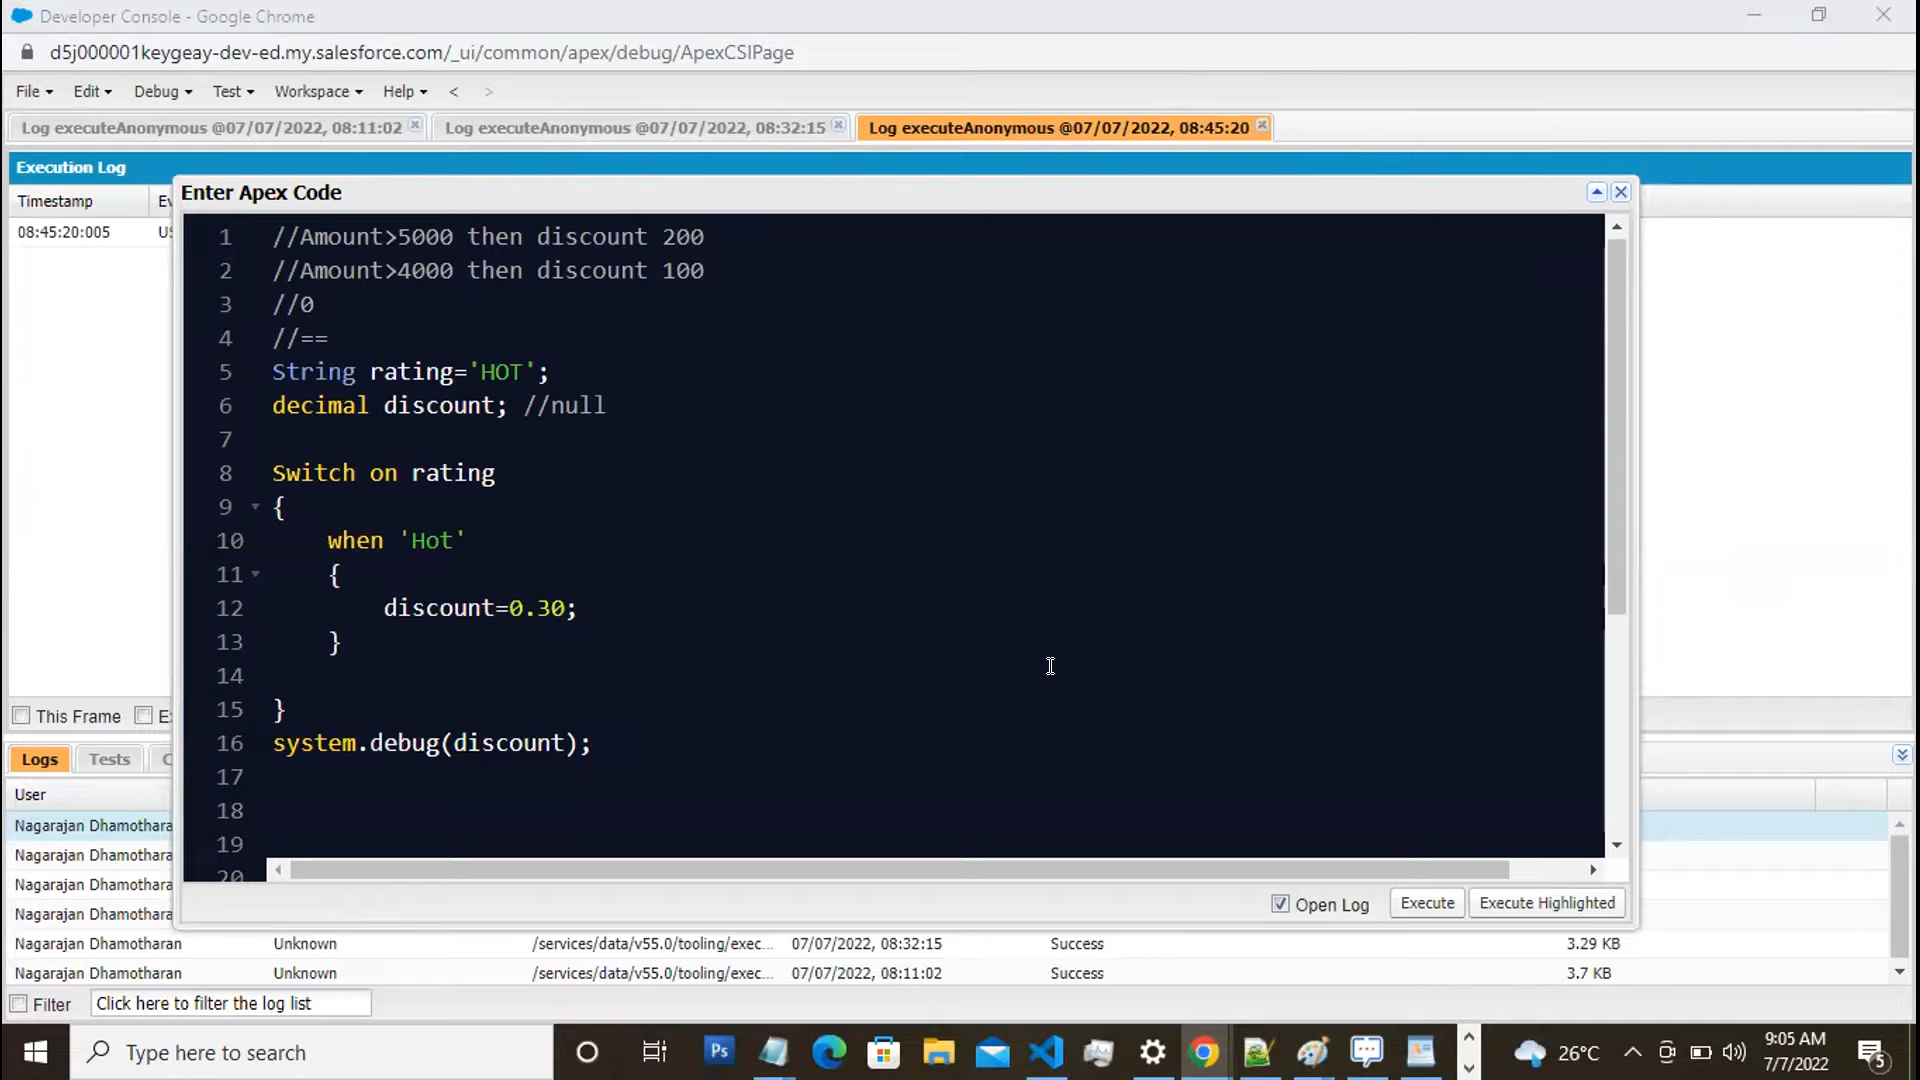 Developer Console - Google Chrome
d5j000001keygeay-dev-ed.my.salesforce.com/_ui/common/apex/debug/ApexCSIPage
File Edit Debug Test Workspace Help < >
Log executeAnonymous @07/07/2022, 08:11:02 Log executeAnonymous @07/07/2022, 08:32:15 Log executeAnonymous @07/07/2022, 08:45:20
Execution Log
Enter Apex Code
Timestamp
08:45:20:005
1 //Amount>5000 then discount 200
2 //Amount>4000 then discount 100
3 //0
4 //==
5 String rating='HOT';
6 decimal discount; //null
7
8 Switch on rating
9 {
10 when 'Hot'
11 {
12 discount=0.30;
13 }
14
15 }
16 system.debug(discount);
17
18
19
20
Open Log Execute Execute Highlighted
This Frame
Logs Tests
User
Nagarajan Dhamothara
Nagarajan Dhamothara
Nagarajan Dhamothara
Nagarajan Dhamothara
Nagarajan Dhamotharan Unknown /services/data/v55.0/tooling/exec... 07/07/2022, 08:32:15 Success 3.29 KB
Nagarajan Dhamotharan Unknown /services/data/v55.0/tooling/exec... 07/07/2022, 08:11:02 Success 3.7 KB
Filter Click here to filter the log list
Type here to search
Ps
26°C
9:05 AM
7/7/2022
5